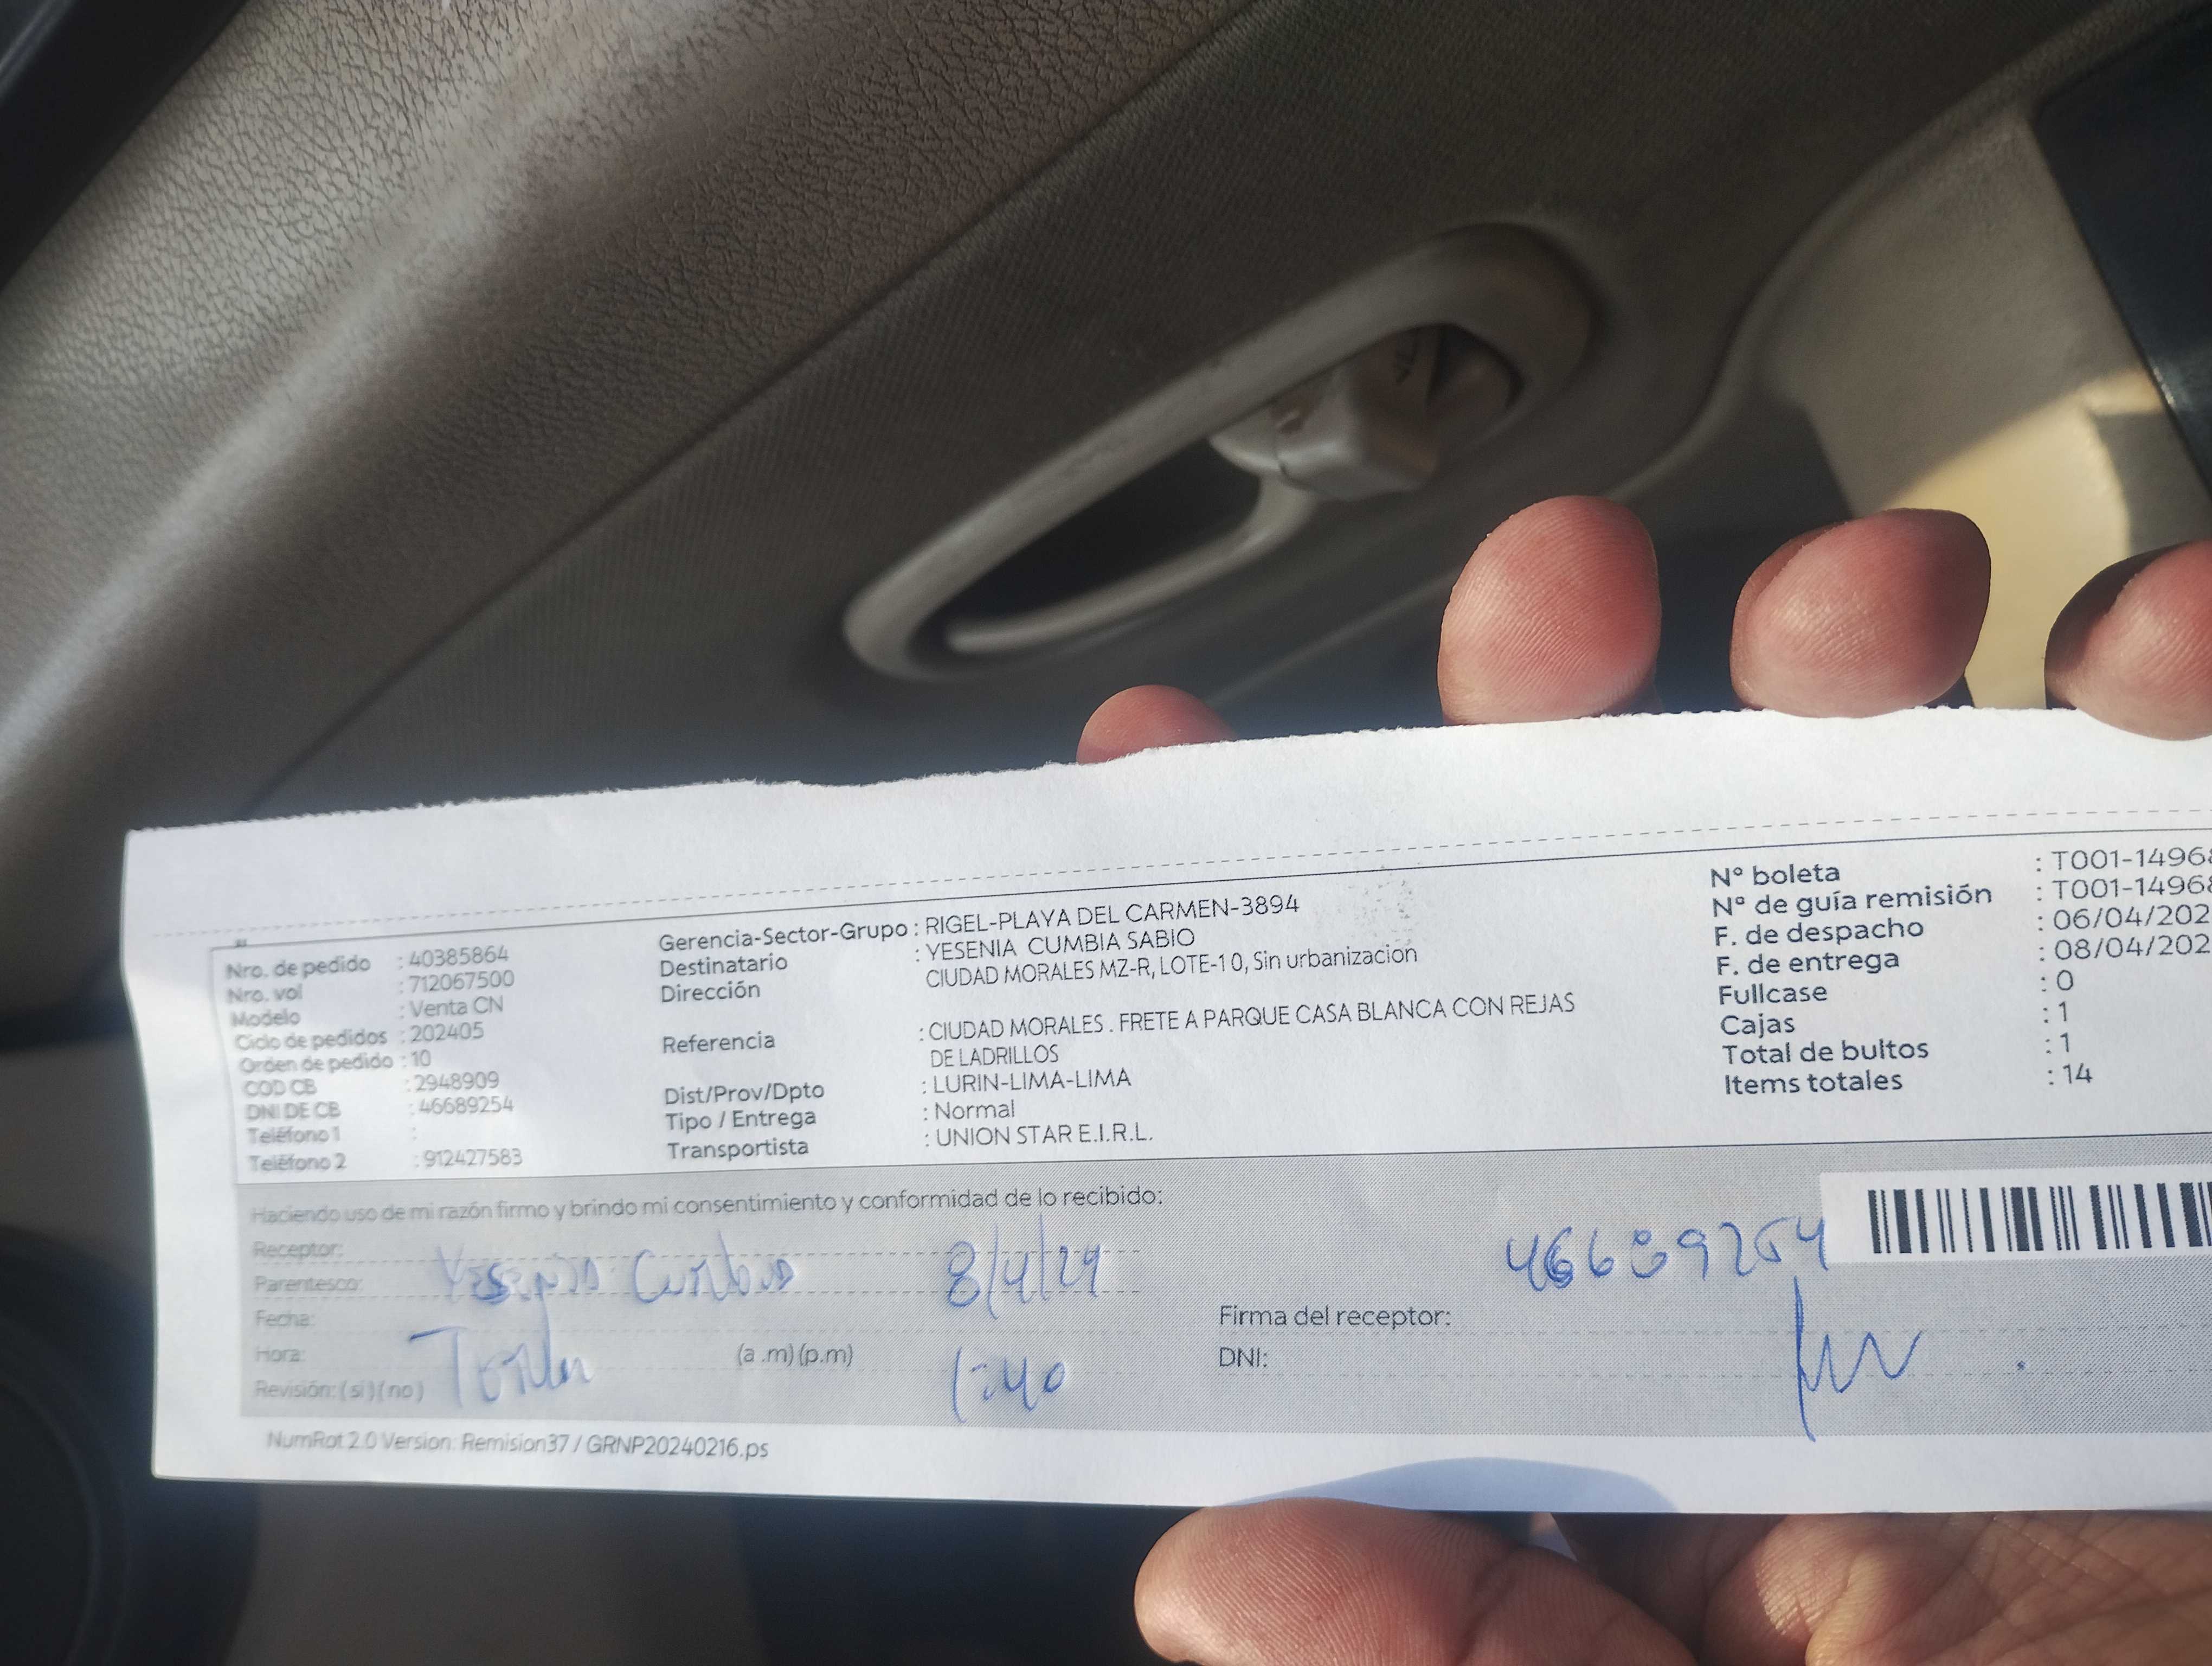 Nro. de pedido : 40385864
Nro. vol : 712067500
Modelo : Venta CN
Ciclo de pedidos : 202405
Orden de pedido : 10
COD CB : 2948909
DNI DE CB : 46689254
Teléfono 1 :
Teléfono 2 : 912427583
Gerencia-Sector-Grupo : RIGEL-PLAYA DEL CARMEN-3894
Destinatario : YESENIA CUMBIA SABIO
Dirección CIUDAD MORALES MZ-R, LOTE-10, Sin urbanización
Referencia : CIUDAD MORALES . FRETE A PARQUE CASA BLANCA CON REJAS
DE LADRILLOS
Dist/Prov/Dpto : LURIN-LIMA-LIMA
Tipo / Entrega : Normal
Transportista : UNION STAR E.I.R.L.
N° boleta : T001-1496
N° de guía remisión : T001-1496
F. de despacho : 06/04/202
F. de entrega : 08/04/202
Fullcase : 0
Cajas : 1
Total de bultos : 1
Items totales : 14
Haciendo uso de mi razón firmo y brindo mi consentimiento y conformidad de lo recibido:
Receptor:
Parentesco: 8/4/24
Fecha:
Hora: (a .m) (p.m) 1:40
Revisión: ( si ) ( no )
46689254
Firma del receptor:
DNI:
NumRot 2.0 Version: Remision37 / GRNP20240216.ps